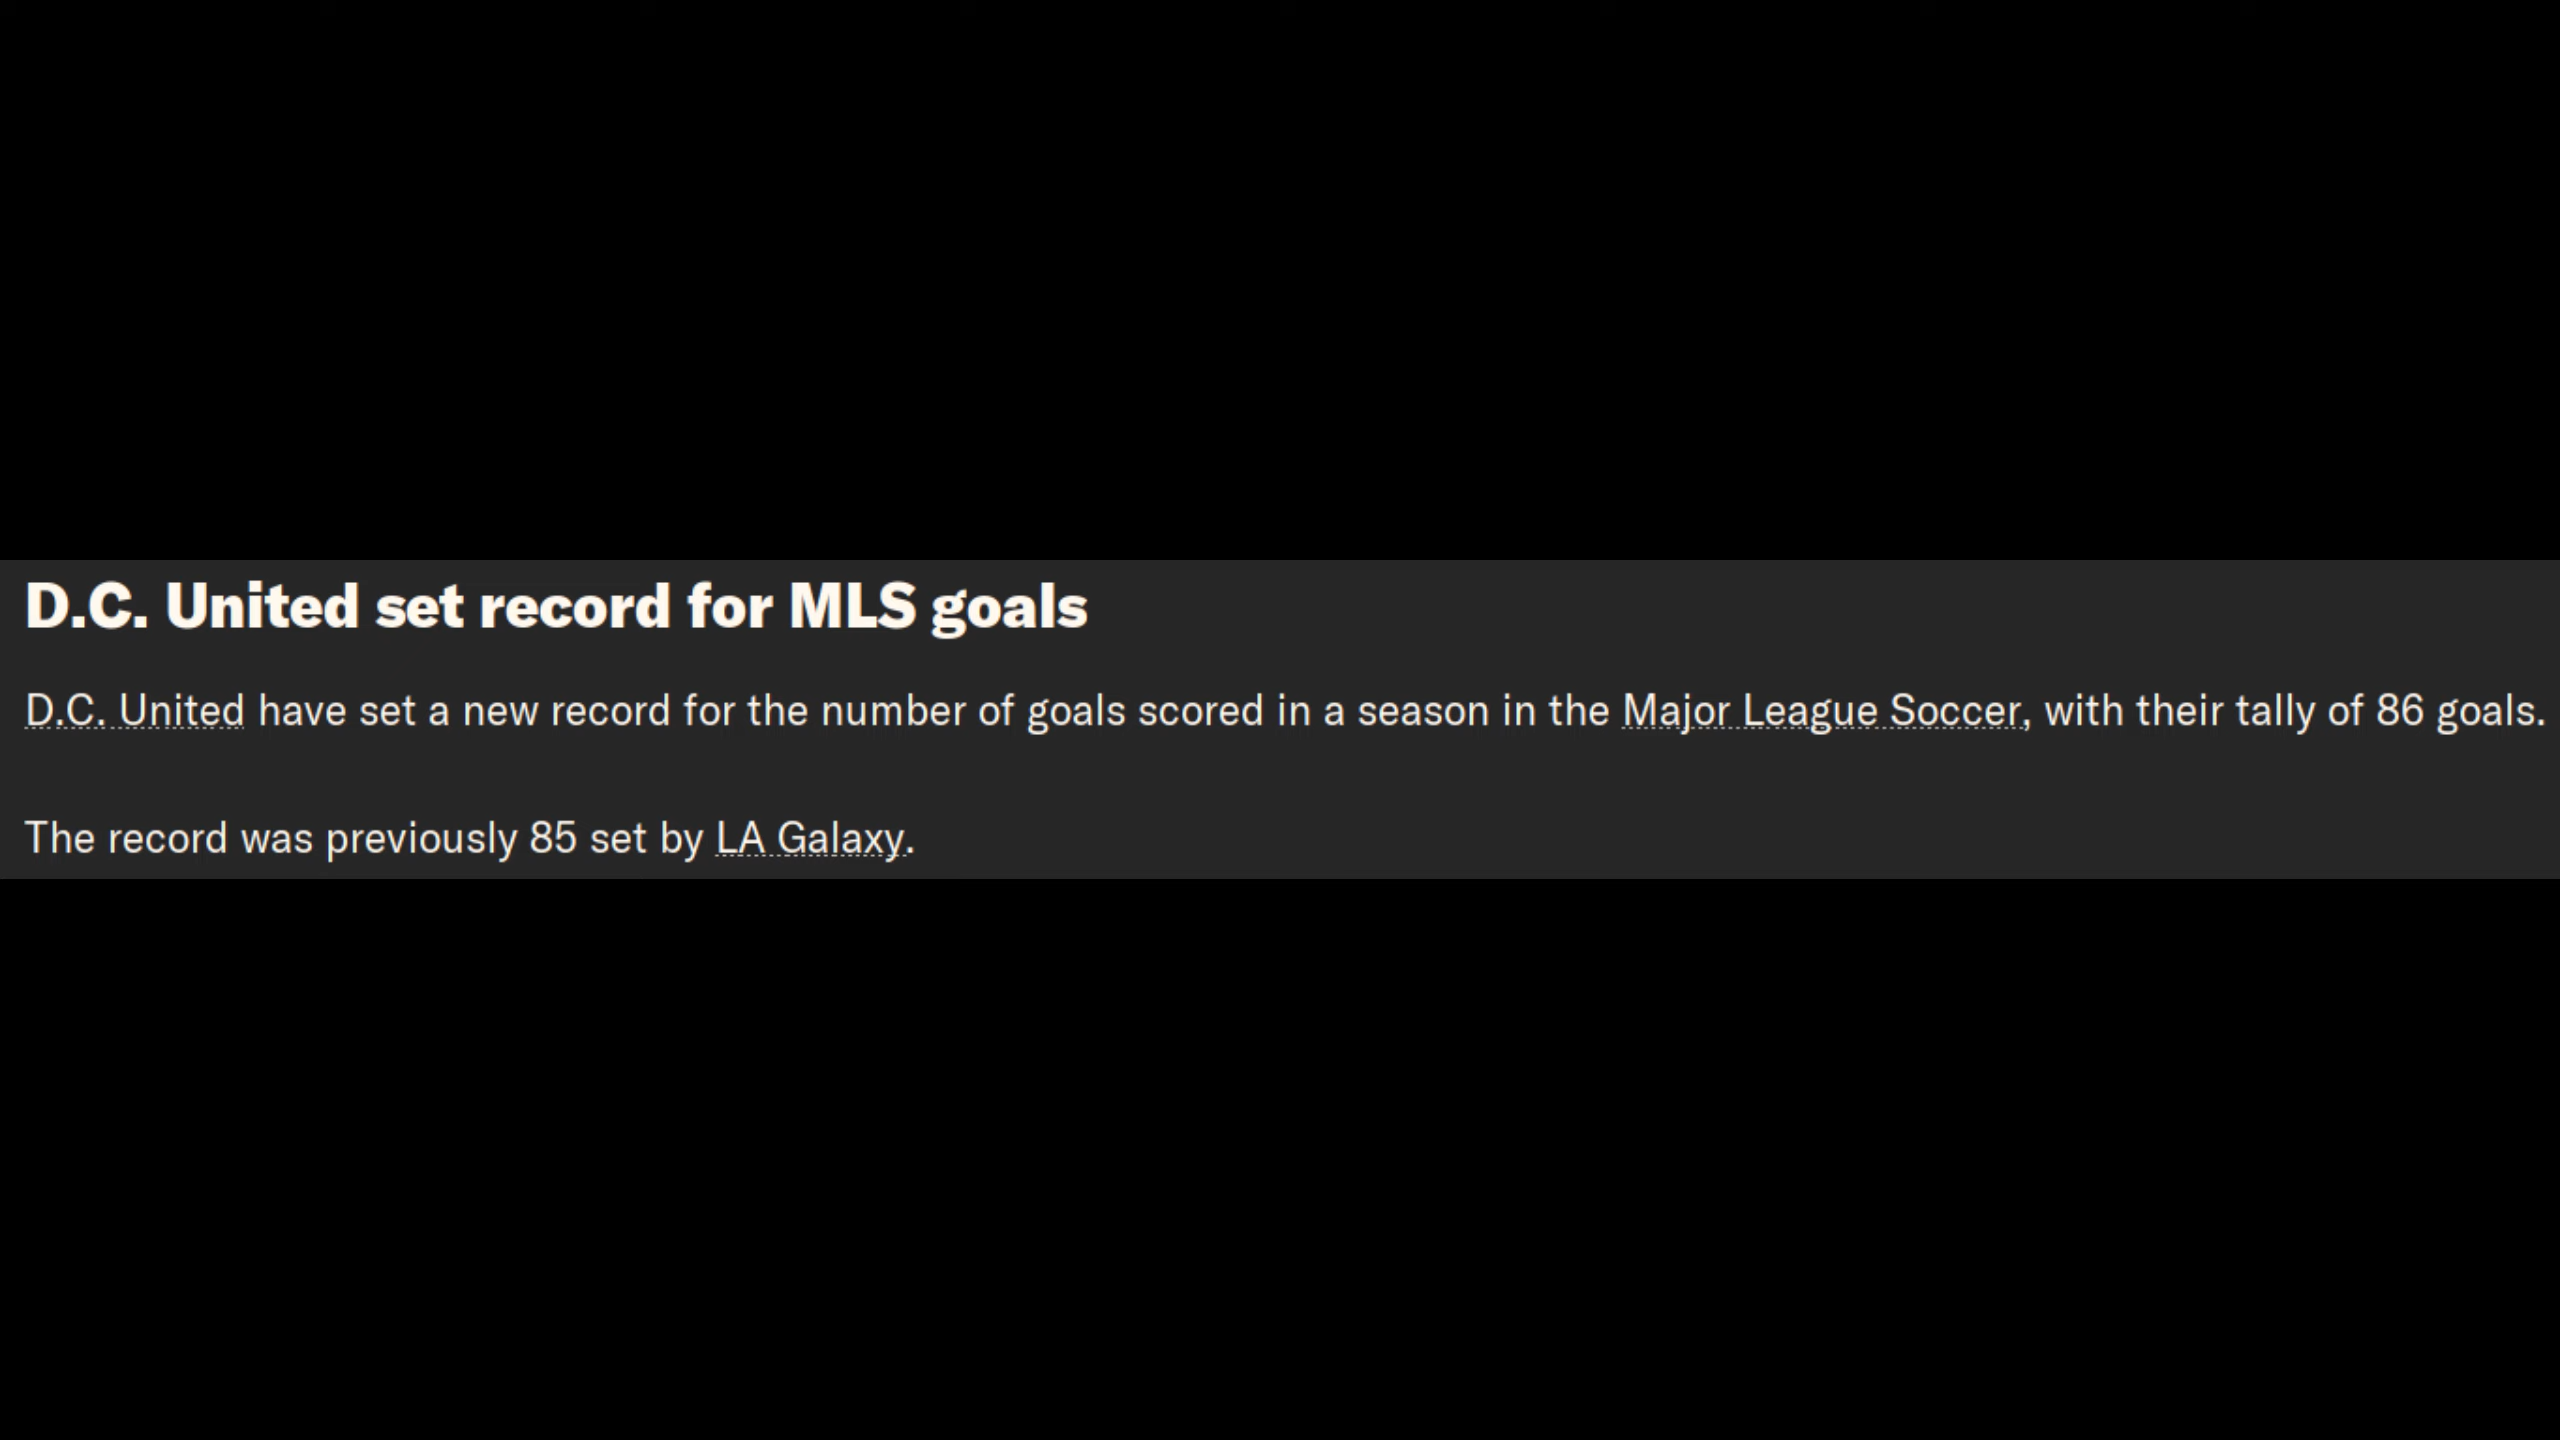 D.C. United set record for MLS goals
D.C. United have set a new record for the number of goals scored in a season in the Major League Soccer, with their tally of 86 goals.
The record was previously 85 set by LA Galaxy.